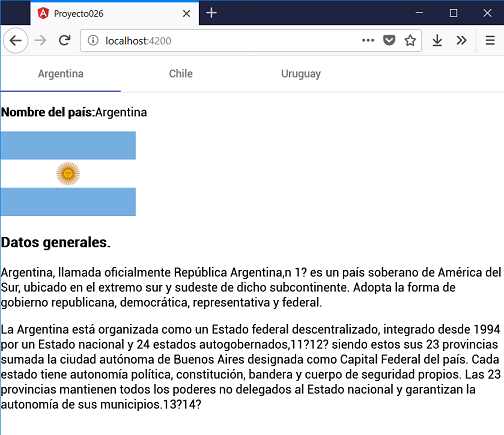 Proyecto026
localhost:4200
Argentina Chile Uruguay
Nombre del país:Argentina
Datos generales.
Argentina, llamada oficialmente República Argentina,n 1? es un país soberano de América del
Sur, ubicado en el extremo sur y sudeste de dicho subcontinente. Adopta la forma de
gobierno republicana, democrática, representativa y federal.
La Argentina está organizada como un Estado federal descentralizado, integrado desde 1994
por un Estado nacional y 24 estados autogobernados,11?12? siendo estos sus 23 provincias
sumada la ciudad autónoma de Buenos Aires designada como Capital Federal del país. Cada
estado tiene autonomía política, constitución, bandera y cuerpo de seguridad propios. Las 23
provincias mantienen todos los poderes no delegados al Estado nacional y garantizan la
autonomía de sus municipios.13?14?